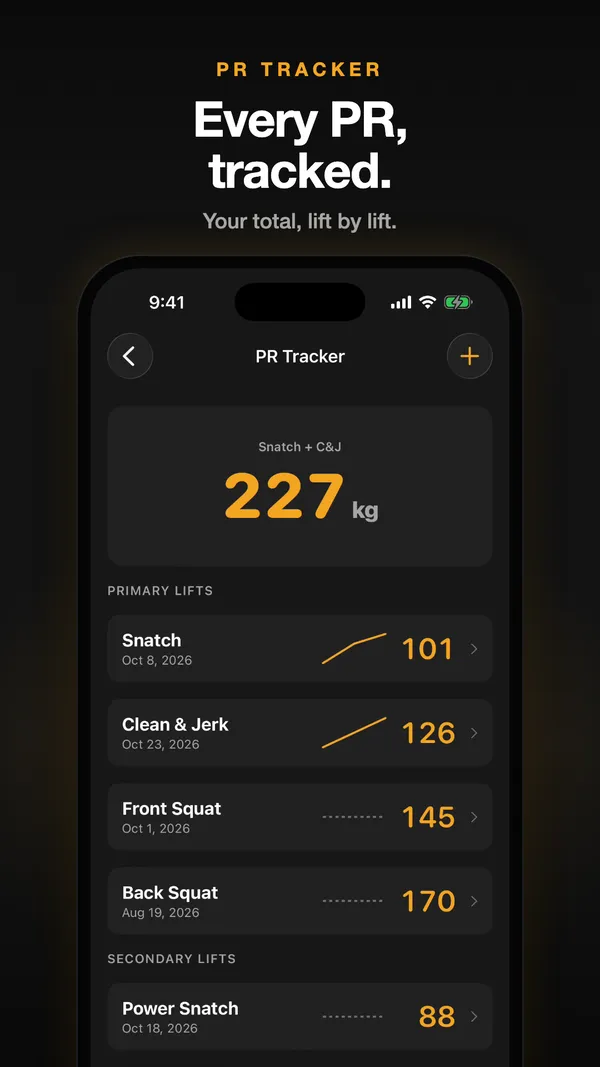 PR TRACKER
Every PR,
tracked.
Your total, lift by lift.
9:41
PR Tracker
Snatch + C&J
227 kg
PRIMARY LIFTS
Snatch
Oct 8, 2026
101
Clean & Jerk
Oct 23, 2026
126
Front Squat
Oct 1, 2026
145
Back Squat
Aug 19, 2026
170
SECONDARY LIFTS
Power Snatch
Oct 18, 2026
88